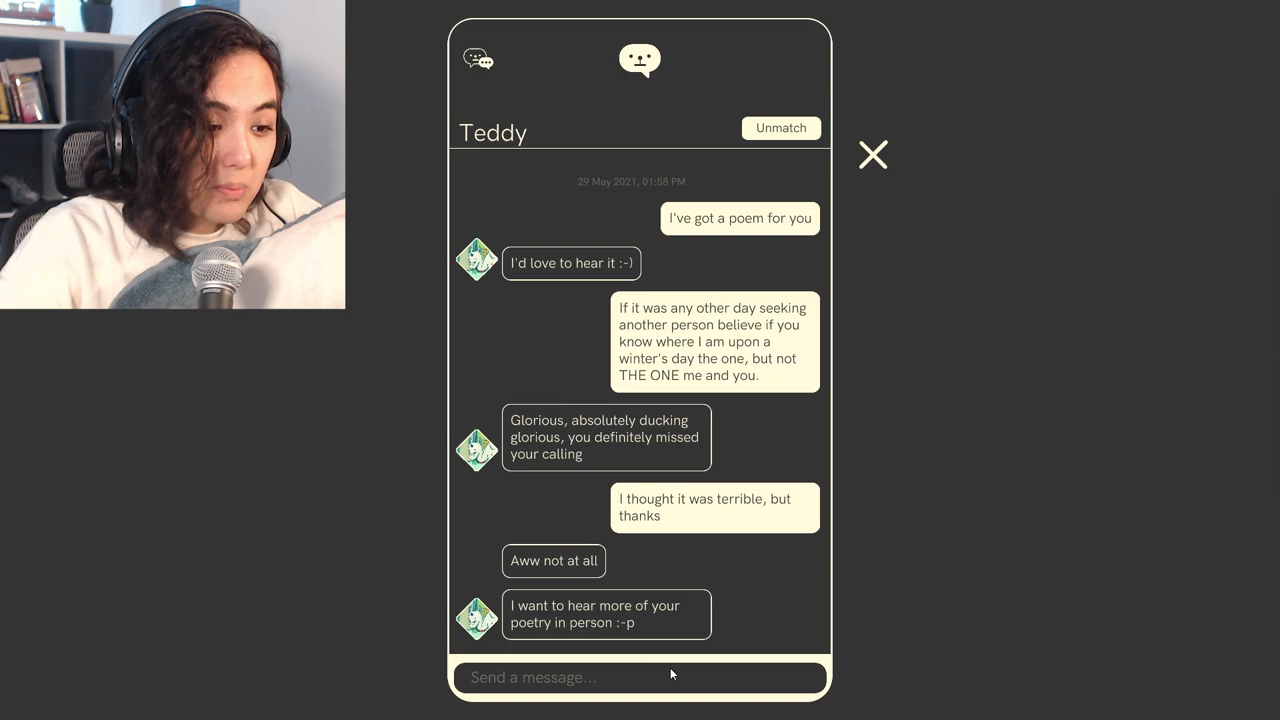 Teddy
Unmatch
29 May 2021, 01:58 PM
I've got a poem for you
I'd love to hear it :-)
If it was any other day seeking
another person believe if you
know where I am upon a
winter's day the one, but not
THE ONE me and you.
Glorious, absolutely ducking
glorious, you definitely missed
your calling
I thought it was terrible, but
thanks
Aww not at all
I want to hear more of your
poetry in person :-p
Send a message...